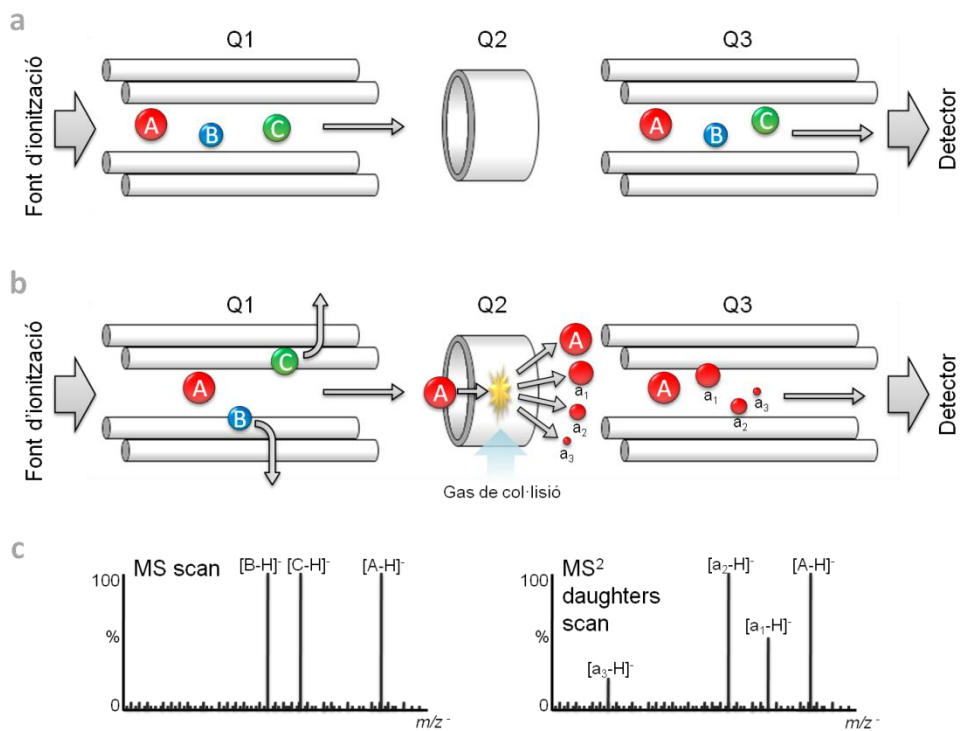 a
Q1
Q2
Q3
Font d'ionització
A
B
C
A
B
C
Detector
b
Q1
Q2
Q3
Font d'ionització
A
B
C
A
A
a₁
a₂
a₃
A
a₁
a₂
a₃
Detector
Gas de col·lisió
c
MS scan
[B-H]⁻ [C-H]⁻ [A-H]⁻
100
%
0
m/z ⁻
MS²
daughters
scan
[a₂-H]⁻ [A-H]⁻
[a₁-H]⁻
[a₃-H]⁻
100
%
0
m/z ⁻